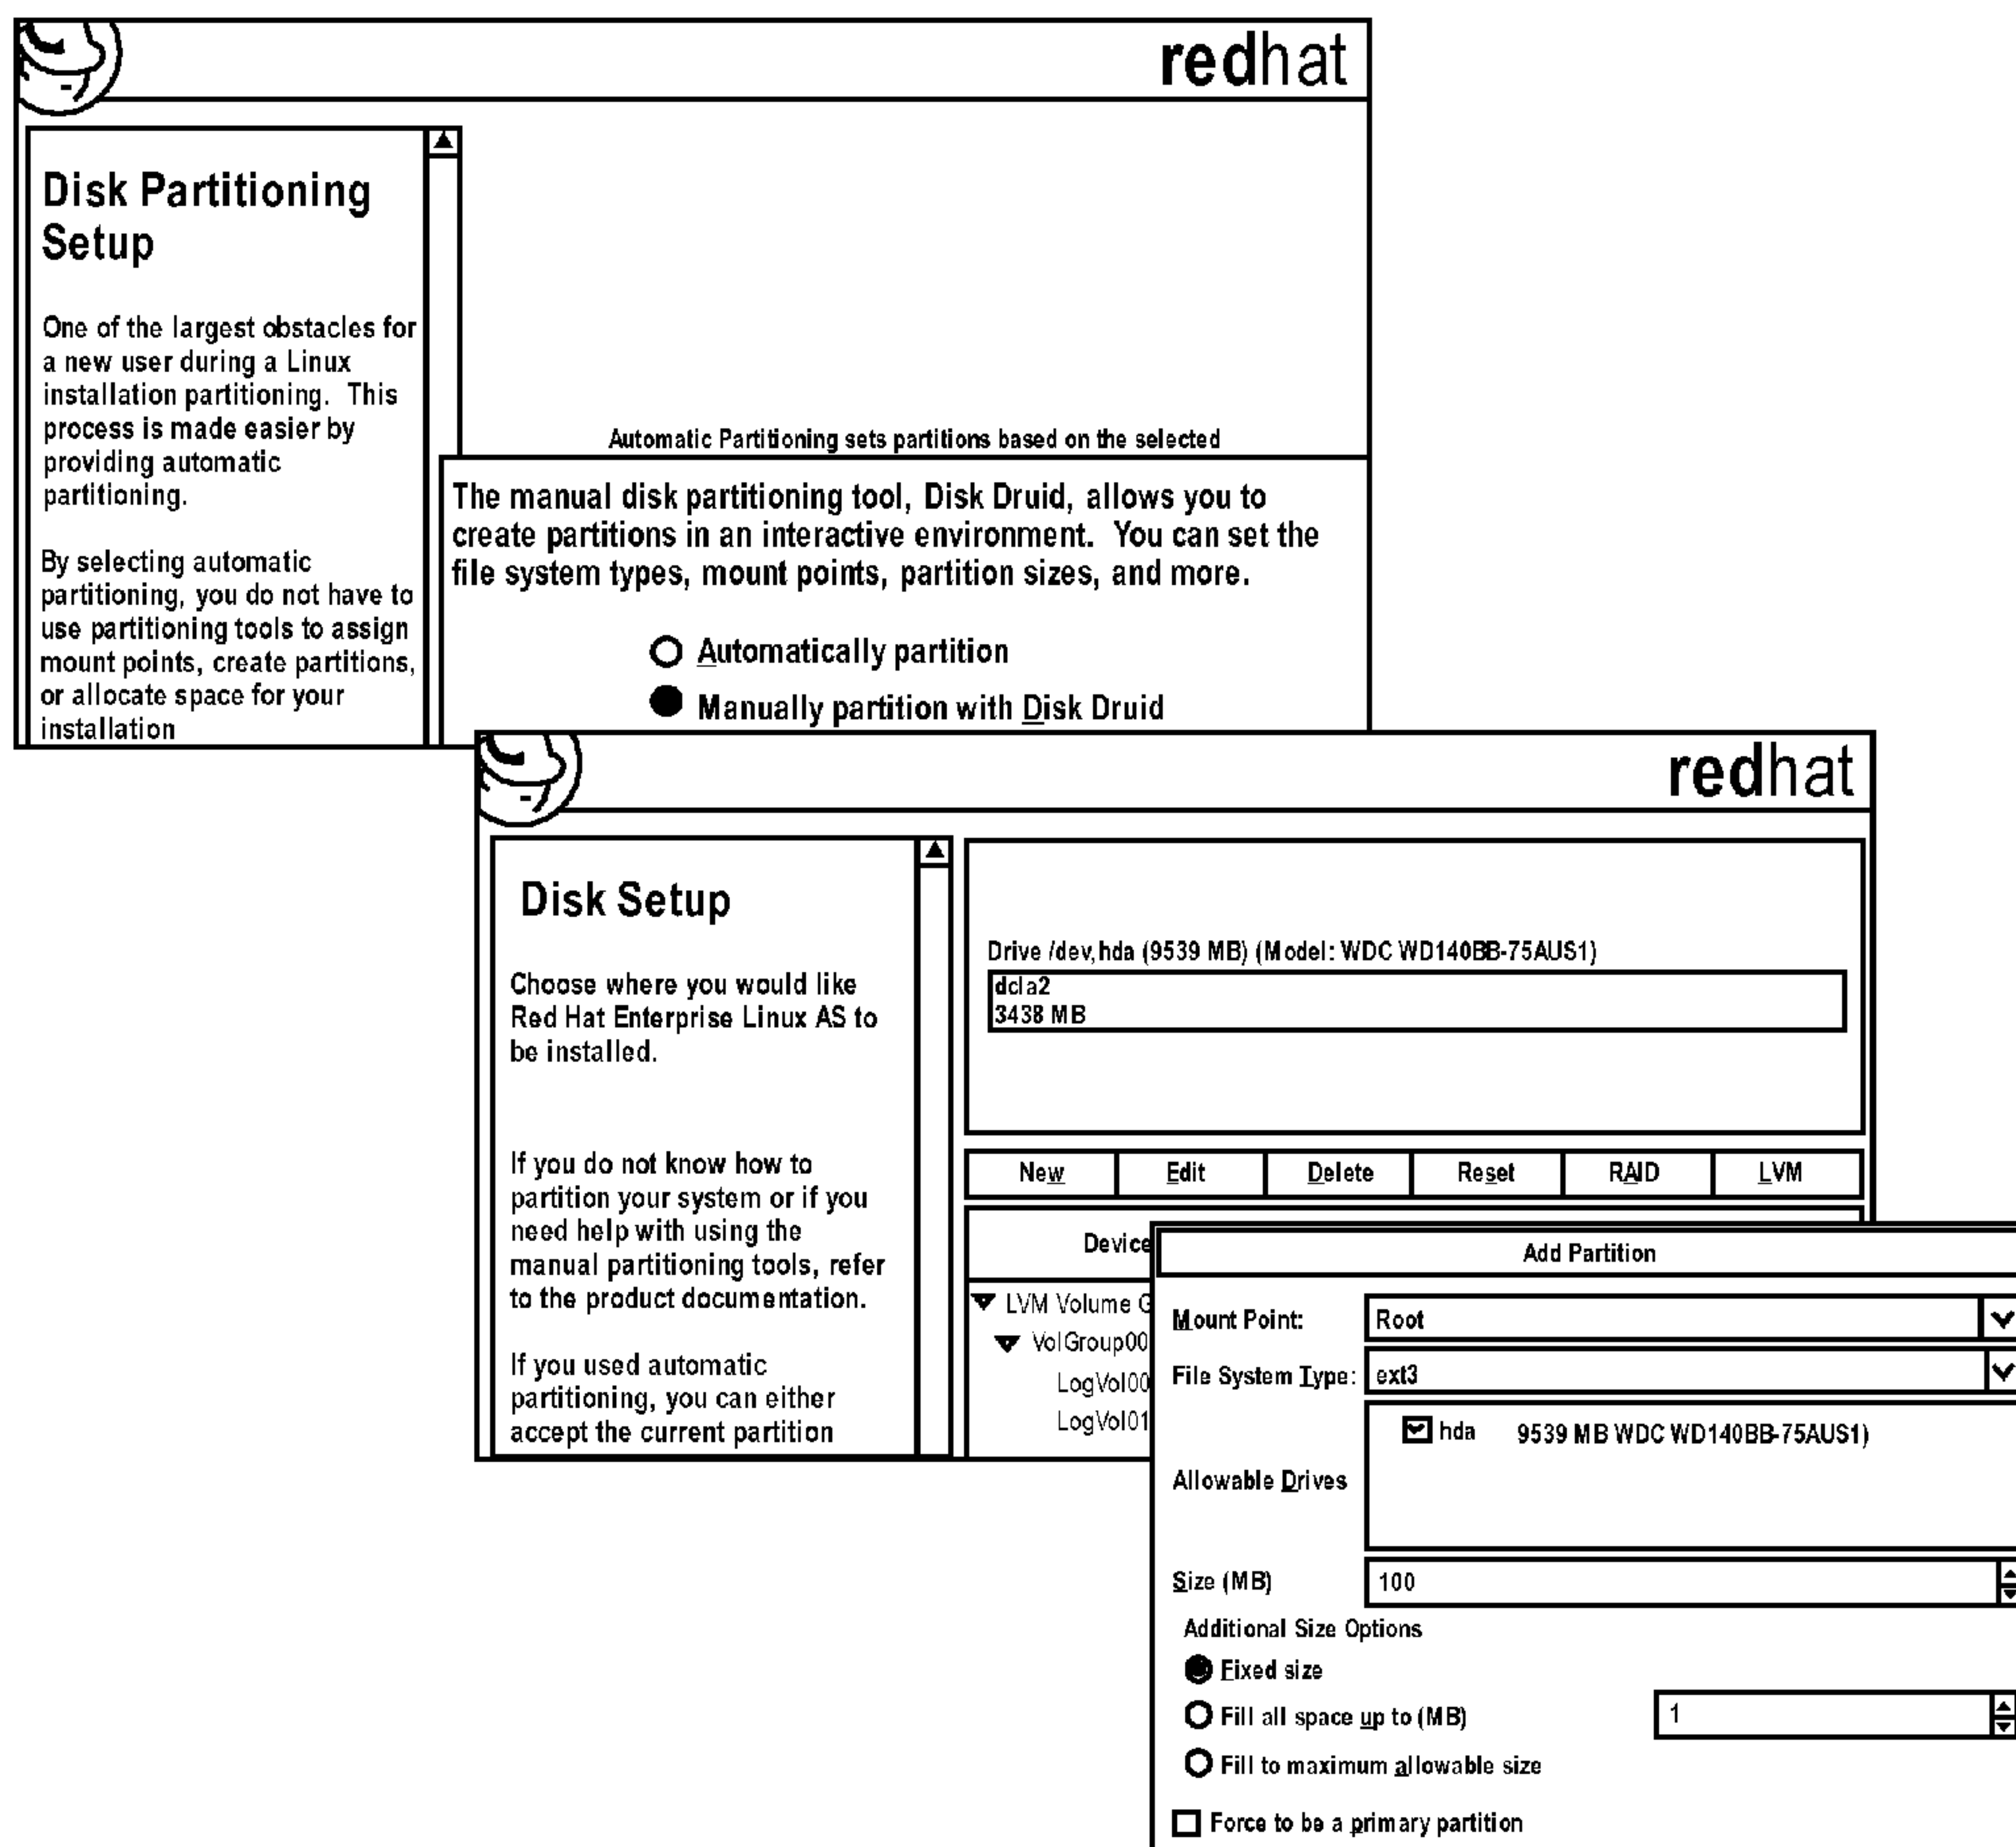 redhat
Disk Partitioning
Setup
One of the largest obstacles for
a new user during a Linux
installation partitioning. This
process is made easier by
providing automatic
partitioning.
By selecting automatic
partitioning, you do not have to
use partitioning tools to assign
mount points, create partitions,
or allocate space for your
installation
Automatic Partitioning sets partitions based on the selected
The manual disk partitioning tool, Disk Druid, allows you to
create partitions in an interactive environment. You can set the
file system types, mount points, partition sizes, and more.
Automatically partition
Manually partition with Disk Druid
redhat
Disk Setup
Choose where you would like
Red Hat Enterprise Linux AS to
be installed.
If you do not know how to
partition your system or if you
need help with using the
manual partitioning tools, refer
to the product documentation.
If you used automatic
partitioning, you can either
accept the current partition
Drive /dev,hda (9539 MB) (Model: WDC WD140BB-75AUS1)
dcla2
3438 MB
New Edit Delete Reset RAID LVM
Device
LVM Volume G
VolGroup00
LogVol00
LogVol01
Add Partition
Mount Point: Root
File System Type: ext3
hda 9539 MB WDC WD140BB-75AUS1)
Allowable Drives
Size (MB) 100
Additional Size Options
Fixed size
Fill all space up to (MB) 1
Fill to maximum allowable size
Force to be a primary partition